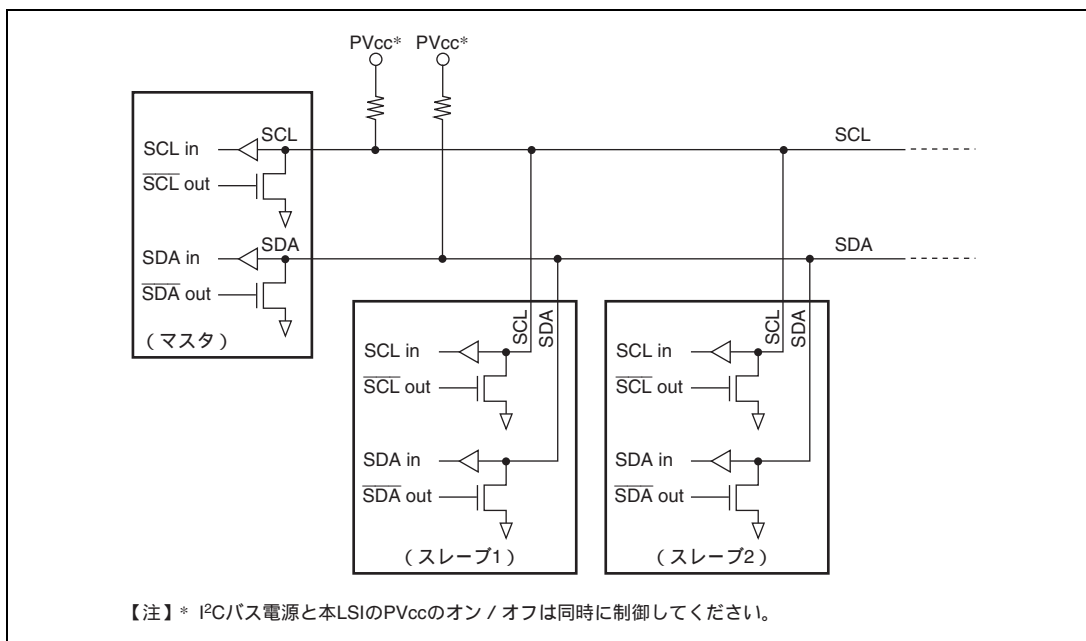 PVcc* PVcc*
SCL
SCL
SCL in
SCL out
SDA
SDA
SDA in
SDA out
（マスタ）
SCL
SDA
SCL in
SCL out
SDA in
SDA out
（スレーブ1）
SCL
SDA
SCL in
SCL out
SDA in
SDA out
（スレーブ2）
【注】* I²Cバス電源と本LSIのPVccのオン / オフは同時に制御してください。